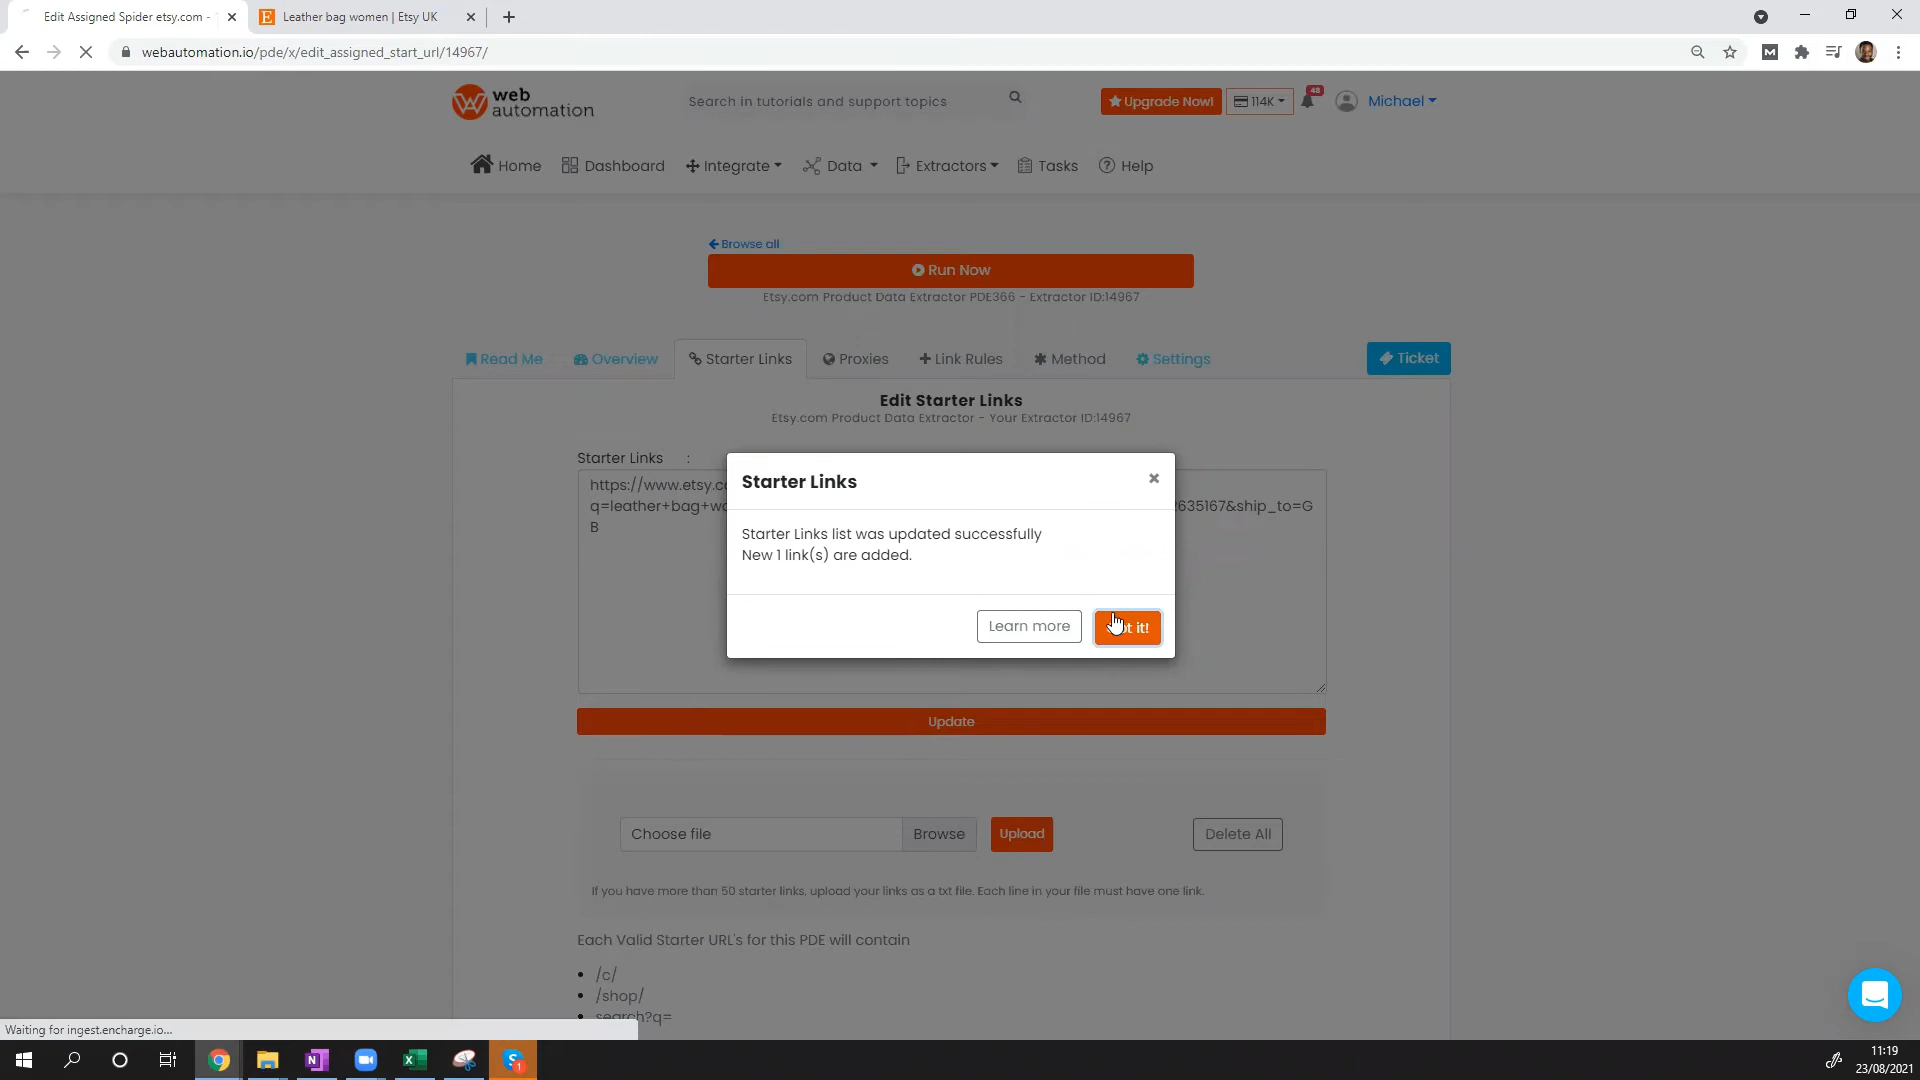 Edit Assigned Spider etsy.com -
Leather bag women | Etsy UK
webautomation.io/pde/x/edit_assigned_start_url/14967/
web
automation
Search in tutorials and support topics
Upgrade Now!
114K
48
Michael
Home
Dashboard
Integrate
Data
Extractors
Tasks
Help
Browse all
Run Now
Etsy.com Product Data Extractor PDE366 - Extractor ID:14967
Read Me
Overview
Starter Links
Proxies
Link Rules
Method
Settings
Ticket
Edit Starter Links
Etsy.com Product Data Extractor - Your Extractor ID:14967
Starter Links :
https://www.etsy.c
q=leather+bag+w
635167&ship_to=G
B
Starter Links
Starter Links list was updated successfully
New 1 link(s) are added.
Learn more
it!
Update
Choose file
Browse
Upload
Delete All
If you have more than 50 starter links, upload your links as a txt file. Each line in your file must have one link.
Each Valid Starter URL's for this PDE will contain
/c/
/shop/
search?q=
Waiting for ingest.encharge.io...
11:19
23/08/2021